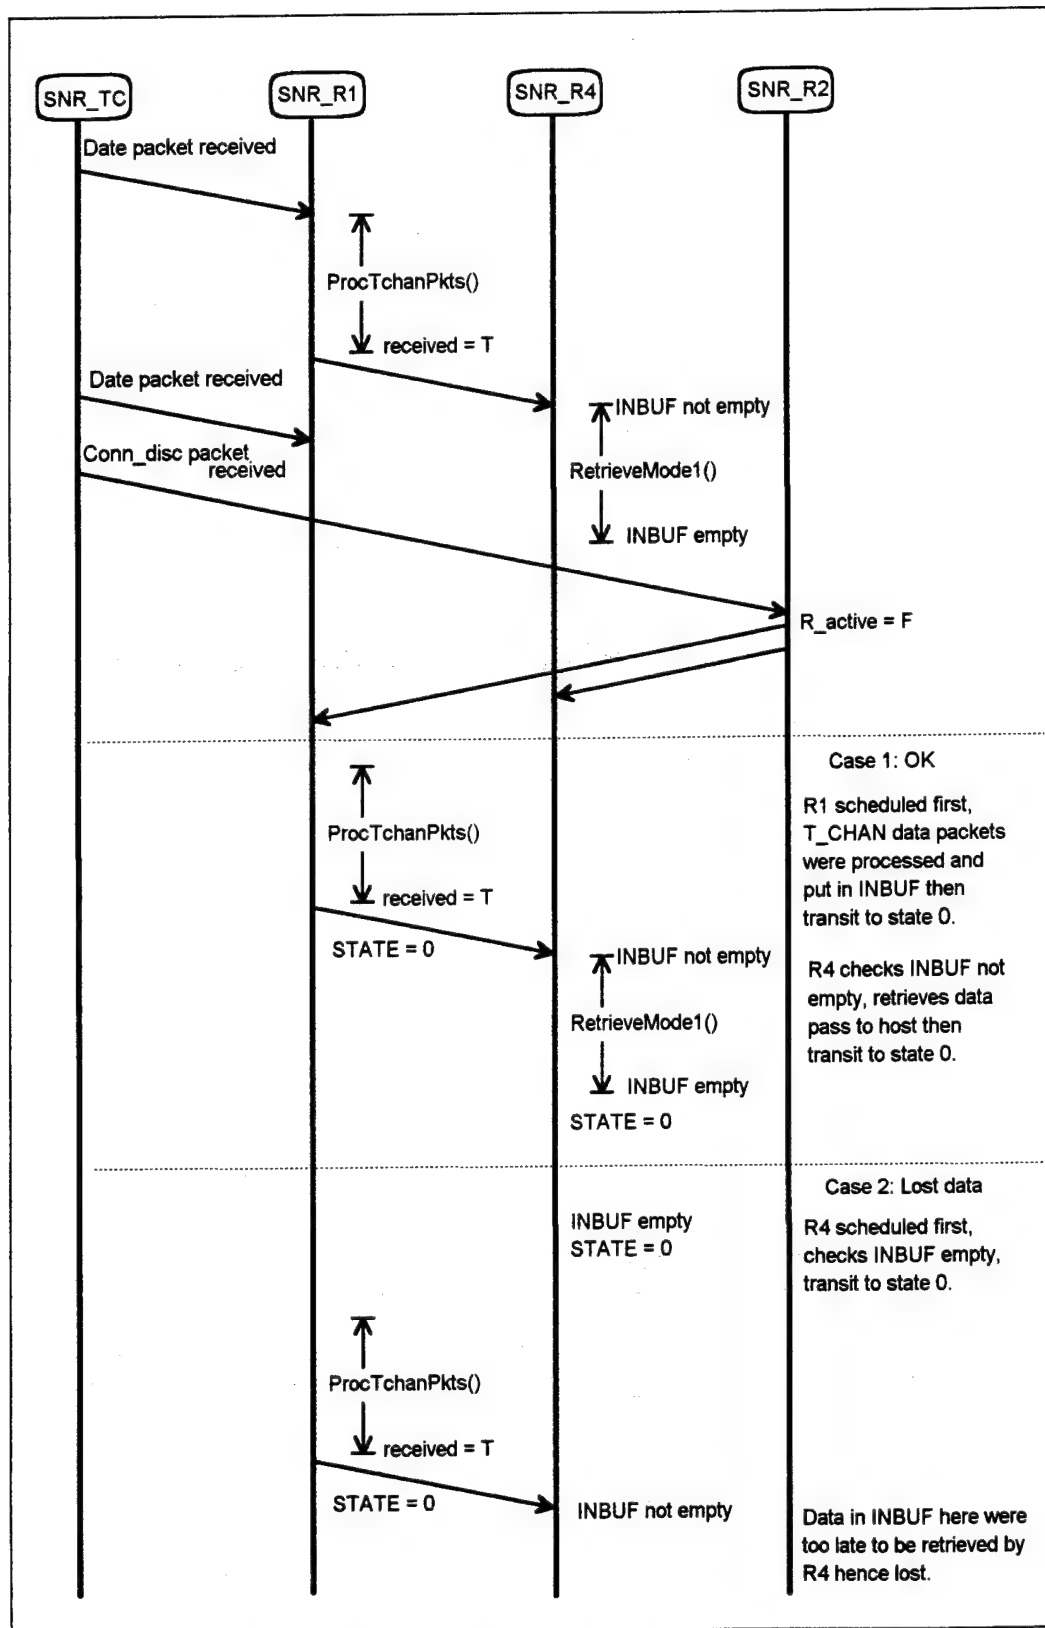 SNR_TC
SNR_R1
SNR_R4
SNR_R2
Date packet received
ProcTchanPkts()
received = T
Date packet received
INBUF not empty
Conn_disc packet
received
RetrieveMode1()
INBUF empty
R_active = F
Case 1: OK
R1 scheduled first,
T_CHAN data packets
were processed and
put in INBUF then
transit to state 0.
ProcTchanPkts()
received = T
STATE = 0
INBUF not empty
R4 checks INBUF not
empty, retrieves data
pass to host then
transit to state 0.
RetrieveMode1()
INBUF empty
STATE = 0
Case 2: Lost data
INBUF empty
STATE = 0
R4 scheduled first,
checks INBUF empty,
transit to state 0.
ProcTchanPkts()
received = T
STATE = 0
INBUF not empty
Data in INBUF here were
too late to be retrieved by
R4 hence lost.